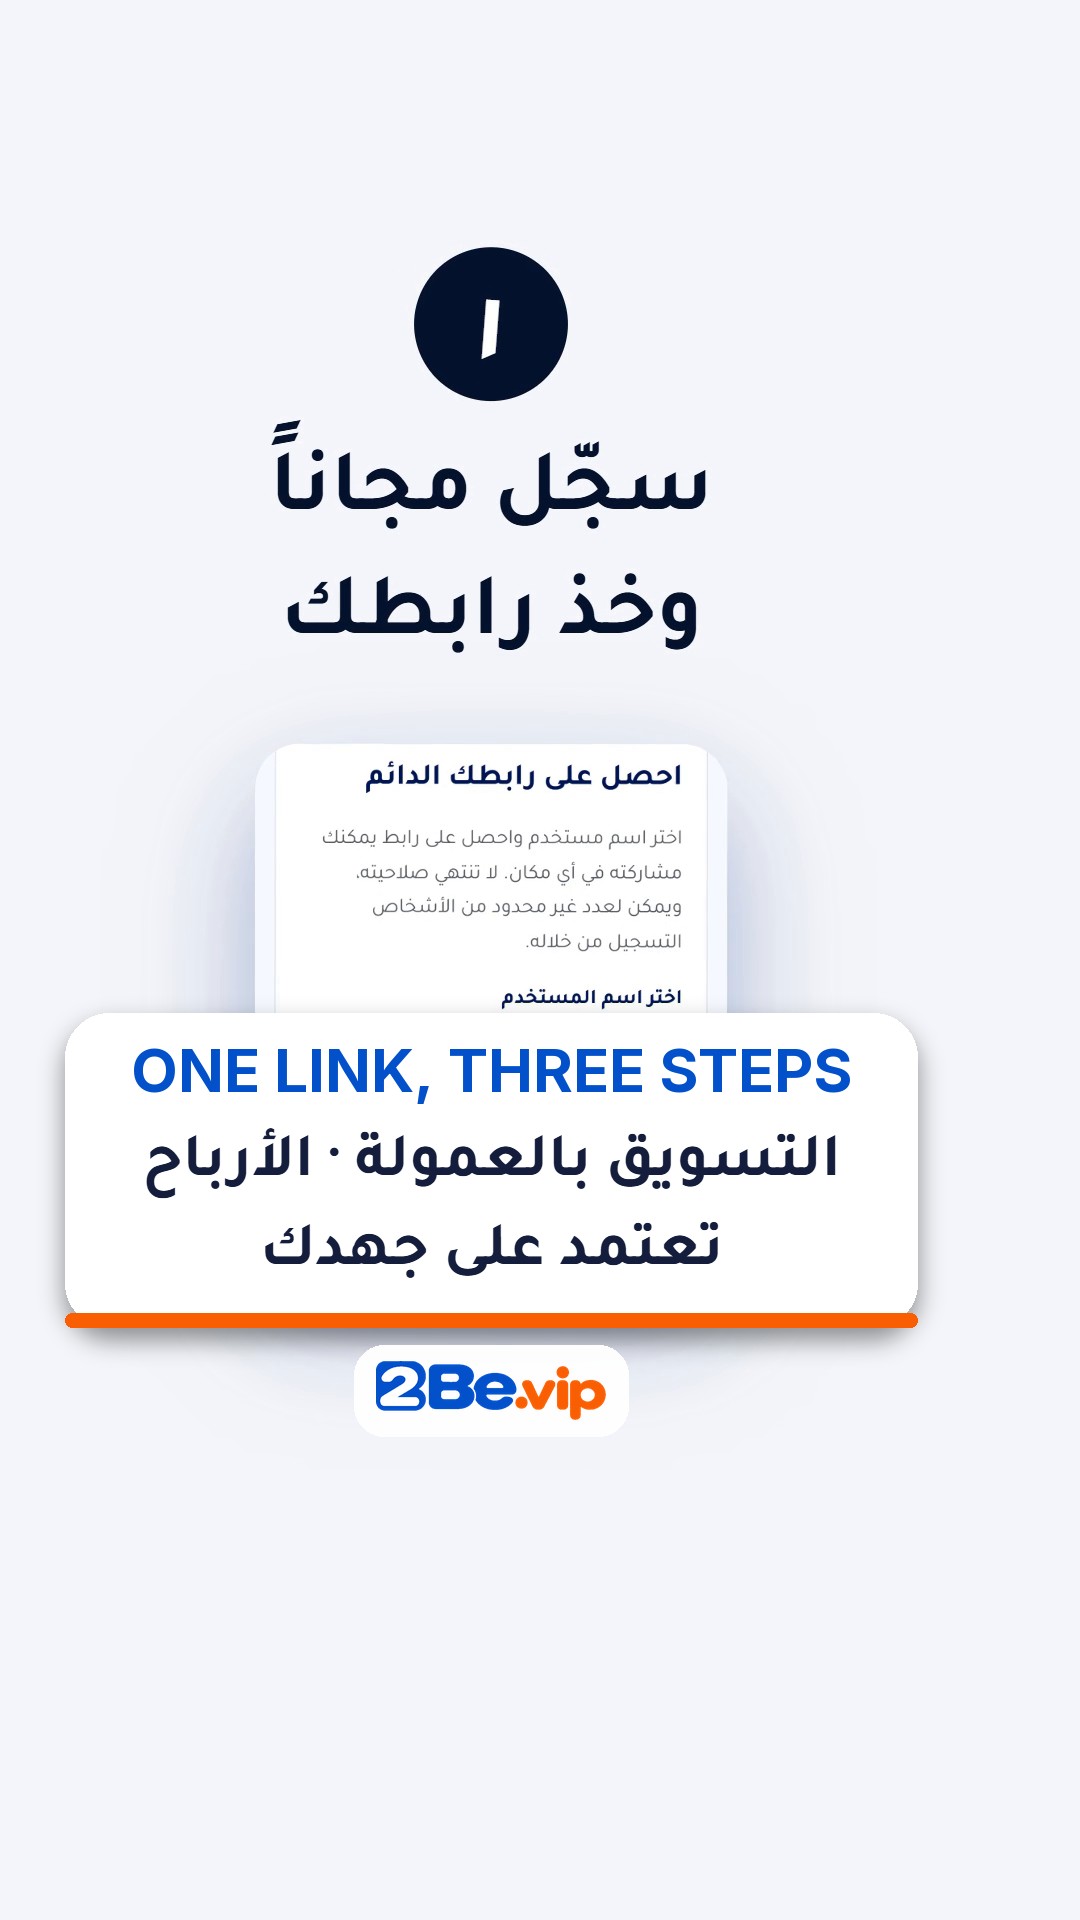 ١
سجّل مجاناً
وخذ رابطك
احصل على رابطك الدائم
اختر اسم مستخدم واحصل على رابط يمكنك
مشاركته في أي مكان. لا تنتهي صلاحيته،
ويمكن لعدد غير محدود من الأشخاص
التسجيل من خلاله.
اختر اسم المستخدم
ONE LINK, THREE STEPS
التسويق بالعمولة · الأرباح
تعتمد على جهدك
2Be.vip